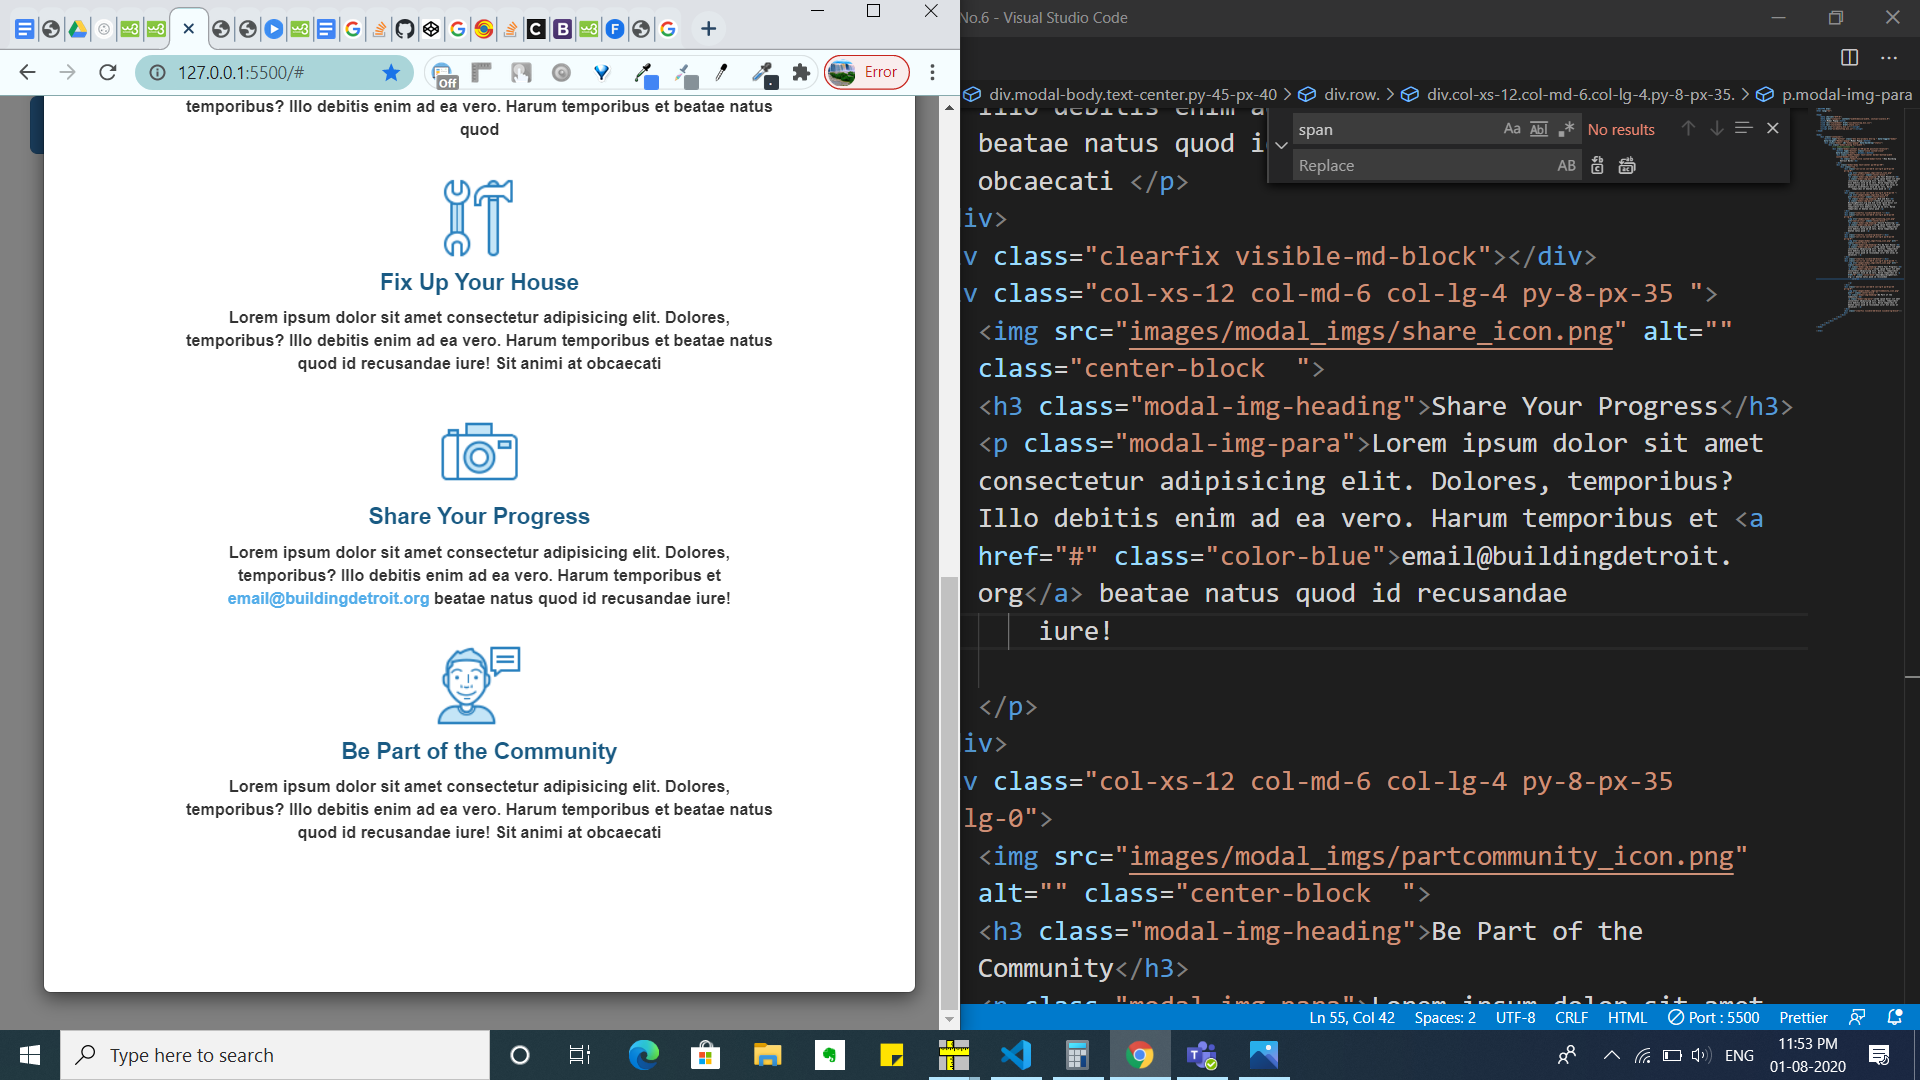 No.6 - Visual Studio Code
127.0.0.1:5500/#
Off
Error
temporibus? Illo debitis enim ad ea vero. Harum temporibus et beatae natus
quod
Fix Up Your House
Lorem ipsum dolor sit amet consectetur adipisicing elit. Dolores,
temporibus? Illo debitis enim ad ea vero. Harum temporibus et beatae natus
quod id recusandae iure! Sit animi at obcaecati
Share Your Progress
Lorem ipsum dolor sit amet consectetur adipisicing elit. Dolores,
temporibus? Illo debitis enim ad ea vero. Harum temporibus et
email@buildingdetroit.org beatae natus quod id recusandae iure!
Be Part of the Community
Lorem ipsum dolor sit amet consectetur adipisicing elit. Dolores,
temporibus? Illo debitis enim ad ea vero. Harum temporibus et beatae natus
quod id recusandae iure! Sit animi at obcaecati
div.modal-body.text-center.py-45-px-40 > div.row. > div.col-xs-12.col-md-6.col-lg-4.py-8-px-35. > p.modal-img-para
span Aa Abl .* No results
Replace AB
Illo debitis enim a
beatae natus quod i
obcaecati </p>
iv>
v class="clearfix visible-md-block"></div>
v class="col-xs-12 col-md-6 col-lg-4 py-8-px-35 ">
<img src="images/modal_imgs/share_icon.png" alt=""
class="center-block  ">
<h3 class="modal-img-heading">Share Your Progress</h3>
<p class="modal-img-para">Lorem ipsum dolor sit amet
consectetur adipisicing elit. Dolores, temporibus?
Illo debitis enim ad ea vero. Harum temporibus et <a
href="#" class="color-blue">email@buildingdetroit.
org</a> beatae natus quod id recusandae
iure!
</p>
iv>
v class="col-xs-12 col-md-6 col-lg-4 py-8-px-35
lg-0">
<img src="images/modal_imgs/partcommunity_icon.png"
alt="" class="center-block  ">
<h3 class="modal-img-heading">Be Part of the
Community</h3>
<p class="modal-img-para">Lorem ipsum dolor sit amet
Ln 55, Col 42 Spaces: 2 UTF-8 CRLF HTML Port : 5500 Prettier
Type here to search
ENG
11:53 PM
01-08-2020